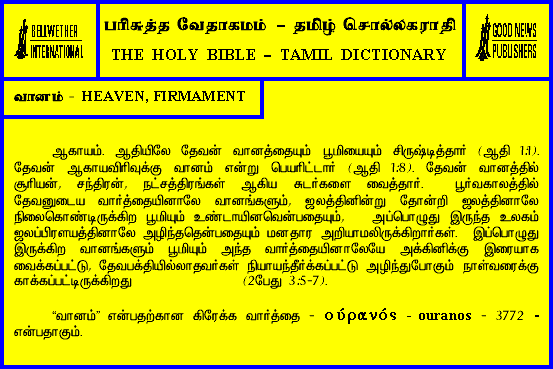 BELLWETHER
INTERNATIONAL
பரிசுத்த வேதாகமம் – தமிழ் சொல்லகராதி
THE HOLY BIBLE – TAMIL DICTIONARY
GOOD NEWS
PUBLISHERS
வானம் - HEAVEN, FIRMAMENT
ஆகாயம். ஆதியிலே தேவன் வானத்தையும் பூமியையும் சிருஷ்டித்தார் (ஆதி 1:1).
தேவன் ஆகாயவிரிவுக்கு வானம் என்று பெயரிட்டார் (ஆதி 1:8). தேவன் வானத்தில்
சூரியன், சந்திரன், நட்சத்திரங்கள் ஆகிய சுடர்களை வைத்தார். பூர்வகாலத்தில்
தேவனுடைய வார்த்தையினாலே வானங்களும், ஜலத்தினின்று தோன்றி ஜலத்தினாலே
நிலைகொண்டிருக்கிற பூமியும் உண்டாயினவென்பதையும், அப்பொழுது இருந்த உலகம்
ஜலப்பிரளயத்தினாலே அழிந்ததென்பதையும் மனதார அறியாமலிருக்கிறார்கள். இப்பொழுது
இருக்கிற வானங்களும் பூமியும் அந்த வார்த்தையினாலேயே அக்கினிக்கு இரையாக
வைக்கப்பட்டு, தேவபக்தியில்லாதவர்கள் நியாயந்தீர்க்கப்பட்டு அழிந்துபோகும் நாள்வரைக்கு
காக்கப்பட்டிருக்கிறது (2பேது 3:5-7).
“வானம்” என்பதற்கான கிரேக்க வார்த்தை - οὐρανός - ouranos - 3772 -
என்பதாகும்.